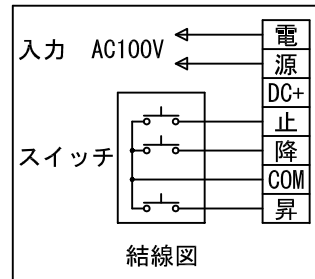 入力 AC100V
スイッチ
電
源
DC+
止
降
COM
昇
結線図